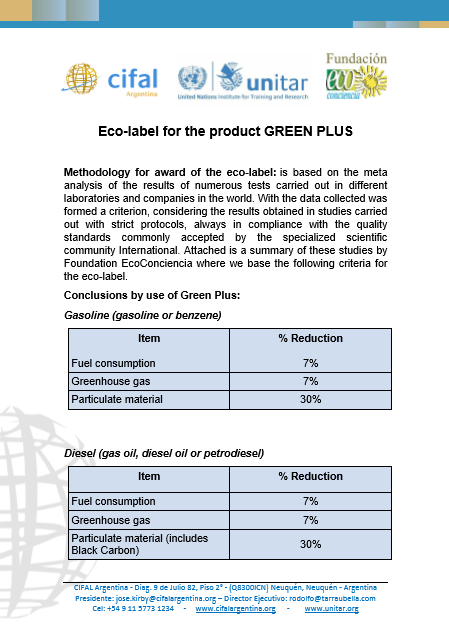 cifal
Argentina
unitar
United Nations Institute for Training and Research
Fundación
eco
conciencia
Eco-label for the product GREEN PLUS
Methodology for award of the eco-label: is based on the meta
analysis of the results of numerous tests carried out in different
laboratories and companies in the world. With the data collected was
formed a criterion, considering the results obtained in studies carried
out with strict protocols, always in compliance with the quality
standards commonly accepted by the specialized scientific
community International. Attached is a summary of these studies by
Foundation EcoConciencia where we base the following criteria for
the eco-label.
Conclusions by use of Green Plus:
Gasoline (gasoline or benzene)
Item % Reduction
Fuel consumption 7%
Greenhouse gas 7%
Particulate material 30%
Diesel (gas oil, diesel oil or petrodiesel)
Item % Reduction
Fuel consumption 7%
Greenhouse gas 7%
Particulate material (includes
Black Carbon) 30%
CIFAL Argentina - Diag. 9 de Julio 82, Piso 2° - (Q8300ICN) Neuquén, Neuquén - Argentina
Presidente: jose.kirby@cifalargentina.org – Director Ejecutivo: rodolfo@tarraubella.com
Cel: +54 9 11 5773 1234 - www.cifalargentina.org - www.unitar.org